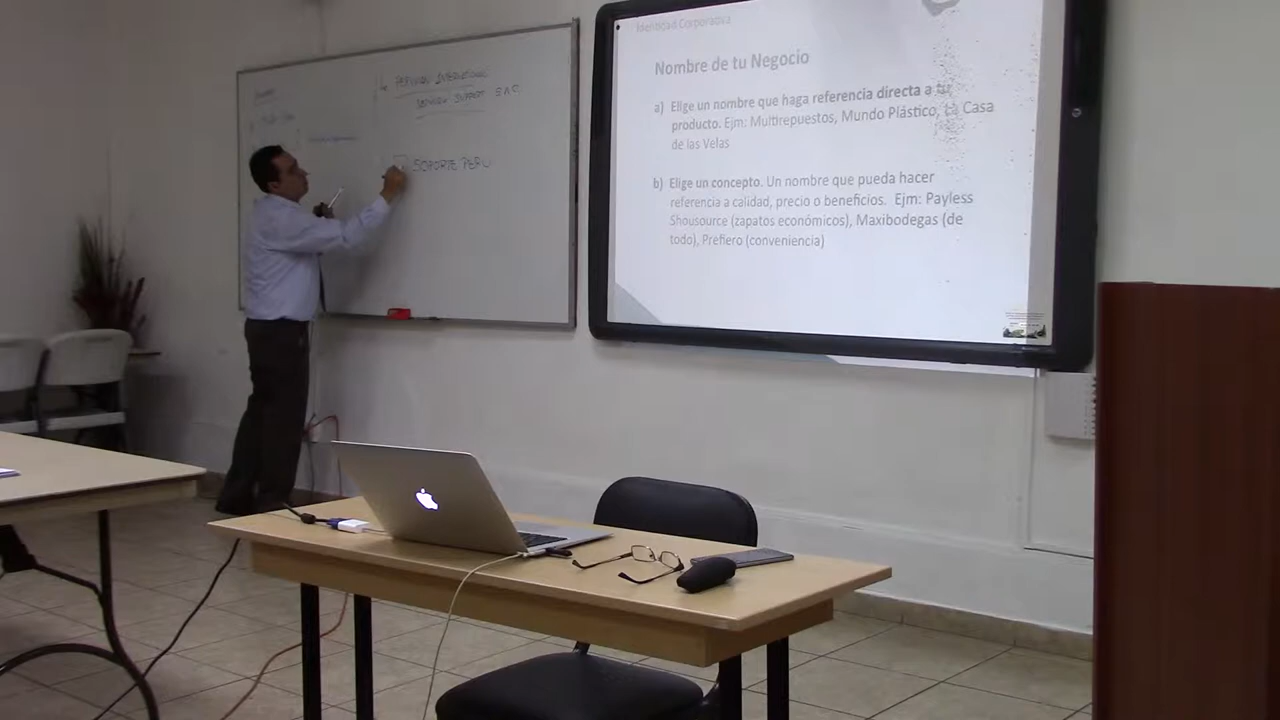 SOPORTE PERU
Identidad Corporativa
Nombre de tu Negocio
a) Elige un nombre que haga referencia directa a tu
producto. Ejm: Multirepuestos, Mundo Plástico, La Casa
de las Velas
b) Elige un concepto. Un nombre que pueda hacer
referencia a calidad, precio o beneficios. Ejm: Payless
Shousource (zapatos económicos), Maxibodegas (de
todo), Prefiero (conveniencia)